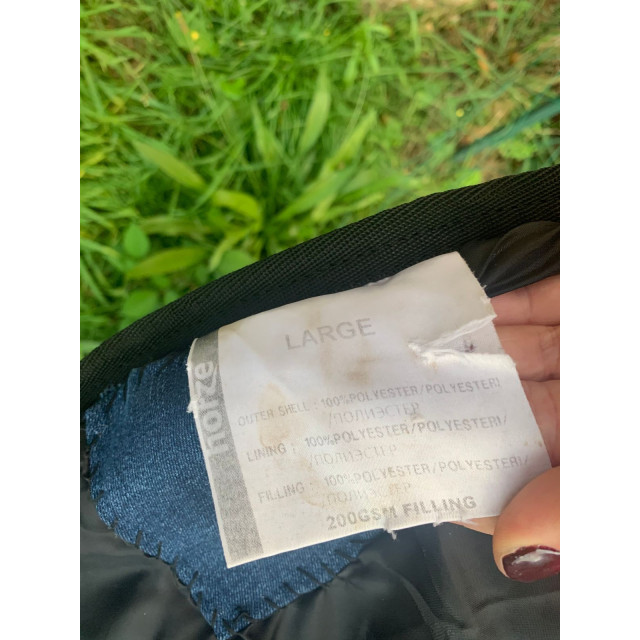 horze
LARGE
OUTER SHELL : 100%POLYESTER/POLYESTERI/
/ПОЛИЭСТЕР
LINING : 100%POLYESTER/POLYESTERI/
/ПОЛИЭСТЕР
FILLING : 100%POLYESTER/POLYESTERI/
/ПОЛИЭСТЕР
200GSM FILLING